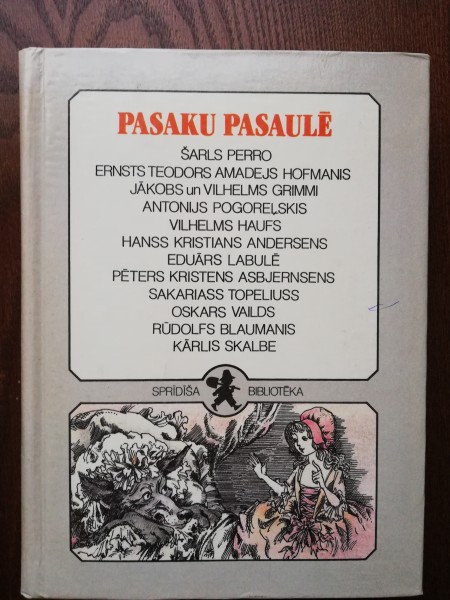 PASAKU PASAULĒ
ŠARLS PERRO
ERNSTS TEODORS AMADEJS HOFMANIS
JĀKOBS un VILHELMS GRIMMI
ANTONIJS POGOREĻSKIS
VILHELMS HAUFS
HANSS KRISTIANS ANDERSENS
EDUĀRS LABULĒ
PĒTERS KRISTENS ASBJERNSENS
SAKARIASS TOPELIUSS
OSKARS VAILDS
RŪDOLFS BLAUMANIS
KĀRLIS SKALBE
SPRĪDĪŠA BIBLIOTĒKA